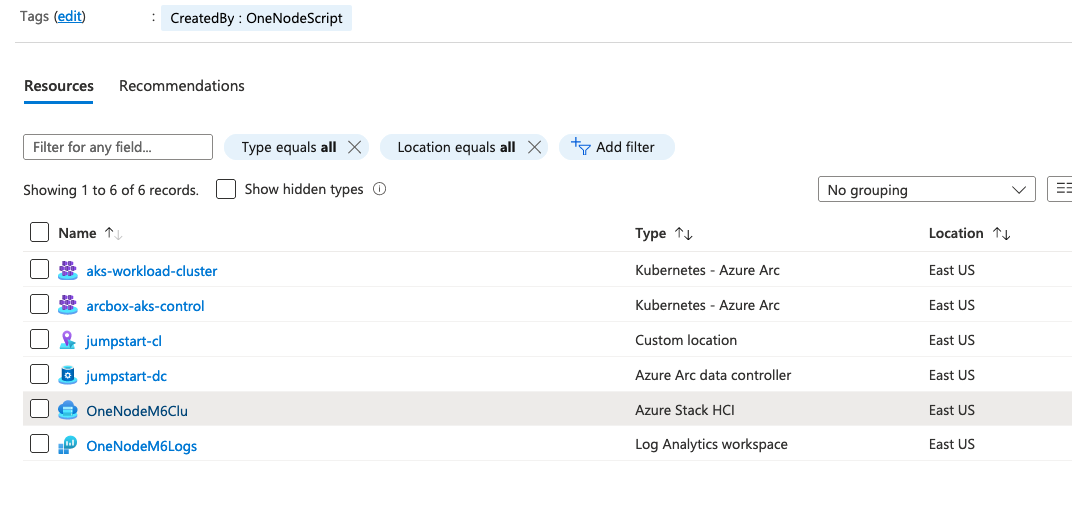 Tags (edit) : CreatedBy : OneNodeScript
Resources Recommendations
Filter for any field... Type equals all Location equals all Add filter
Showing 1 to 6 of 6 records. Show hidden types No grouping
Name Type Location
aks-workload-cluster Kubernetes - Azure Arc East US
arcbox-aks-control Kubernetes - Azure Arc East US
jumpstart-cl Custom location East US
jumpstart-dc Azure Arc data controller East US
OneNodeM6Clu Azure Stack HCI East US
OneNodeM6Logs Log Analytics workspace East US